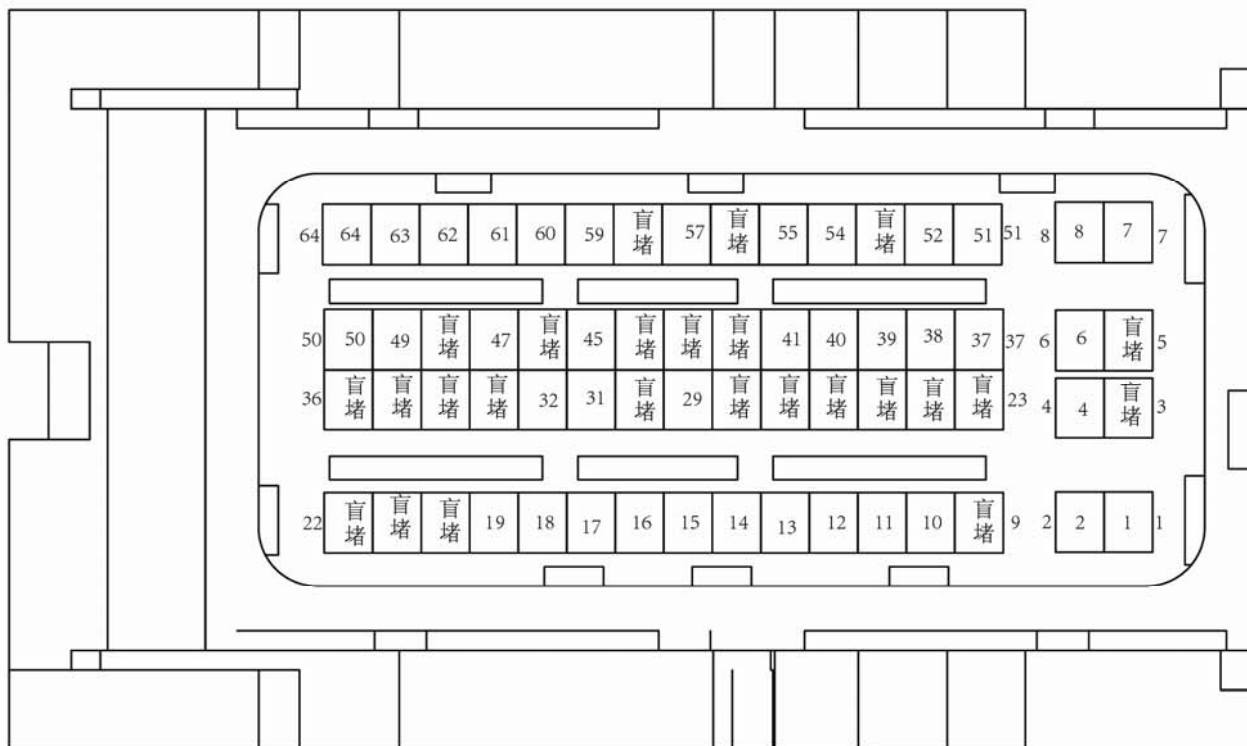 64 64 63 62 61 60 59 盲堵 57 盲堵 55 54 盲堵 52 51 51 8 8 7 7
50 50 49 盲堵 47 盲堵 45 盲堵 盲堵 盲堵 41 40 39 38 37 37 6 6 盲堵 5
36 盲堵 盲堵 盲堵 盲堵 32 31 盲堵 29 盲堵 盲堵 盲堵 盲堵 盲堵 盲堵 23 4 4 盲堵 3
22 盲堵 盲堵 盲堵 19 18 17 16 15 14 13 12 11 10 盲堵 9 2 2 1 1